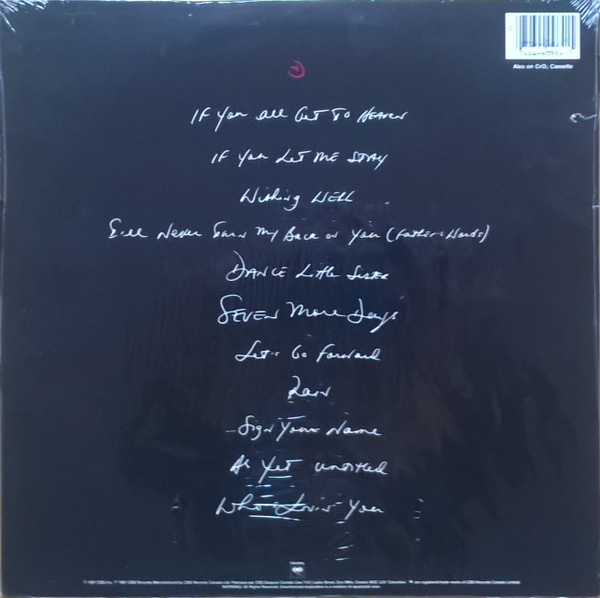 Also on CrO2 Cassette
If You all Get To Heaven
If You Let Me Stay
Wishing Well
I'll Never Turn My Back on You (Father's Words)
Dance Little Sister
Seven More Days
Let's Go Forward
Rain
Sign Your Name
As Yet Untitled
Who's Lovin' You